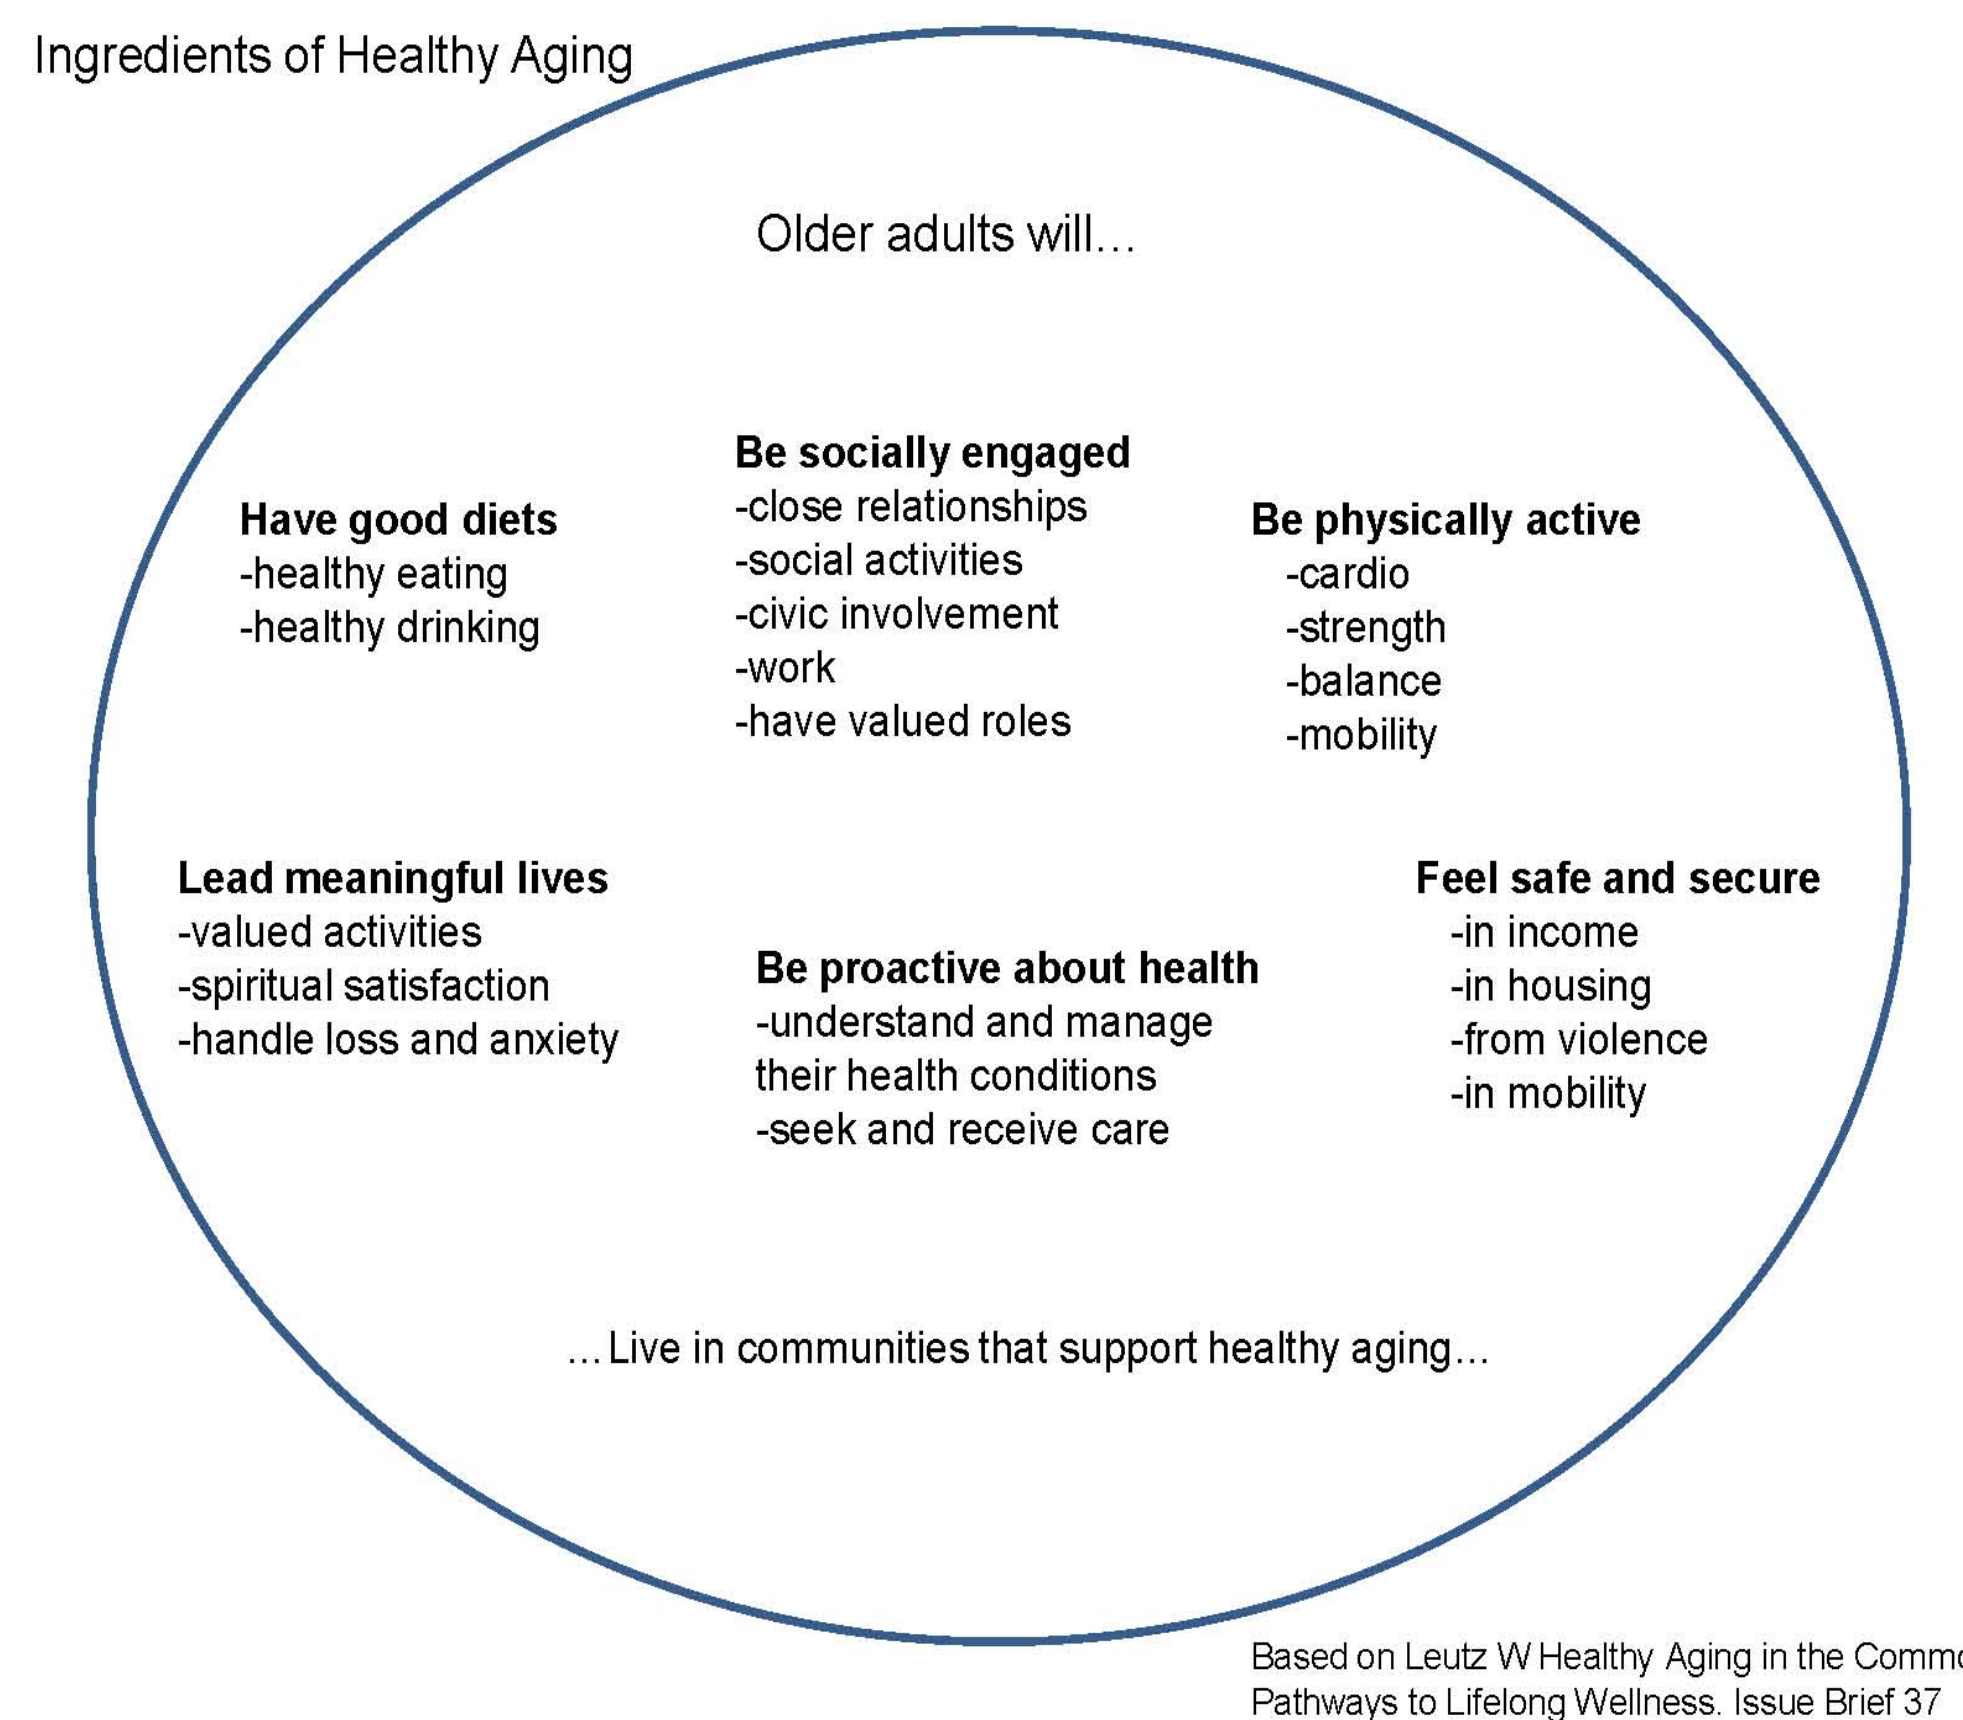 Ingredients of Healthy Aging
Older adults will...
Have good diets
-healthy eating
-healthy drinking
Be socially engaged
-close relationships
-social activities
-civic involvement
-work
-have valued roles
Be physically active
-cardio
-strength
-balance
-mobility
Lead meaningful lives
-valued activities
-spiritual satisfaction
-handle loss and anxiety
Be proactive about health
-understand and manage
their health conditions
-seek and receive care
Feel safe and secure
-in income
-in housing
-from violence
-in mobility
...Live in communities that support healthy aging...
Based on Leutz W Healthy Aging in the
Pathways to Lifelong Wellness. Issue Brief 37